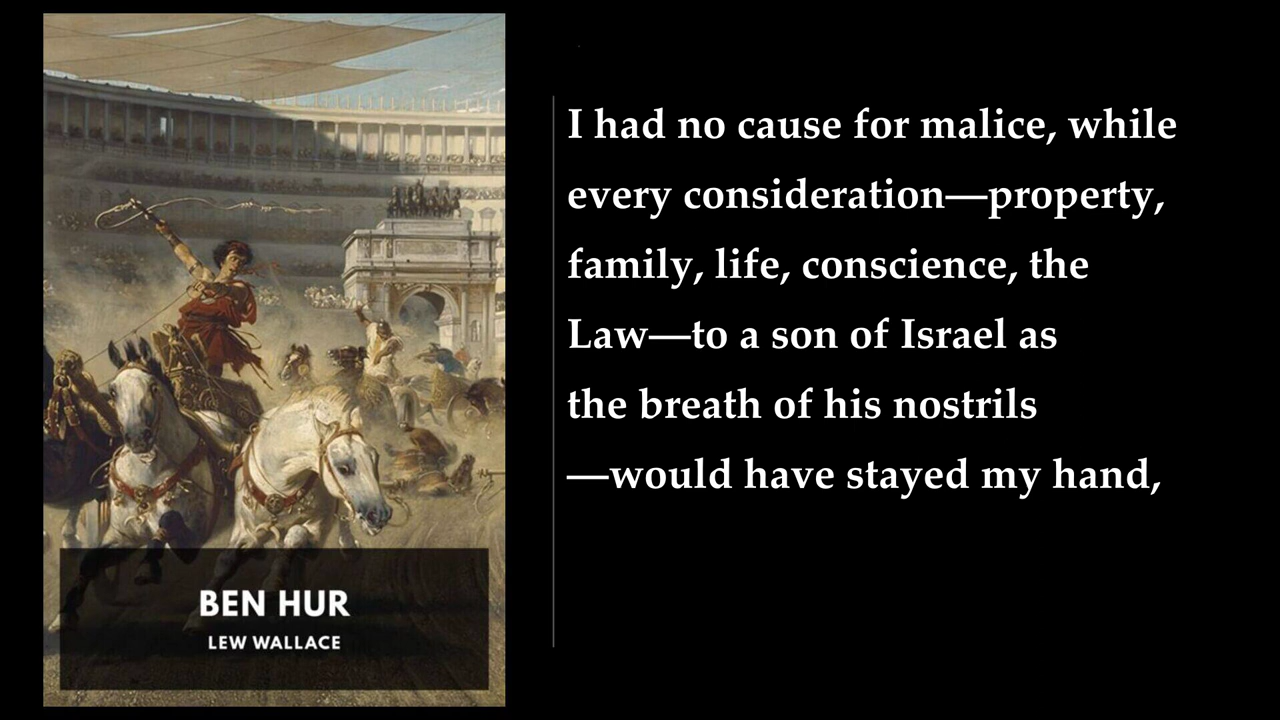 BEN HUR
LEW WALLACE
I had no cause for malice, while
every consideration—property,
family, life, conscience, the
Law—to a son of Israel as
the breath of his nostrils
—would have stayed my hand,